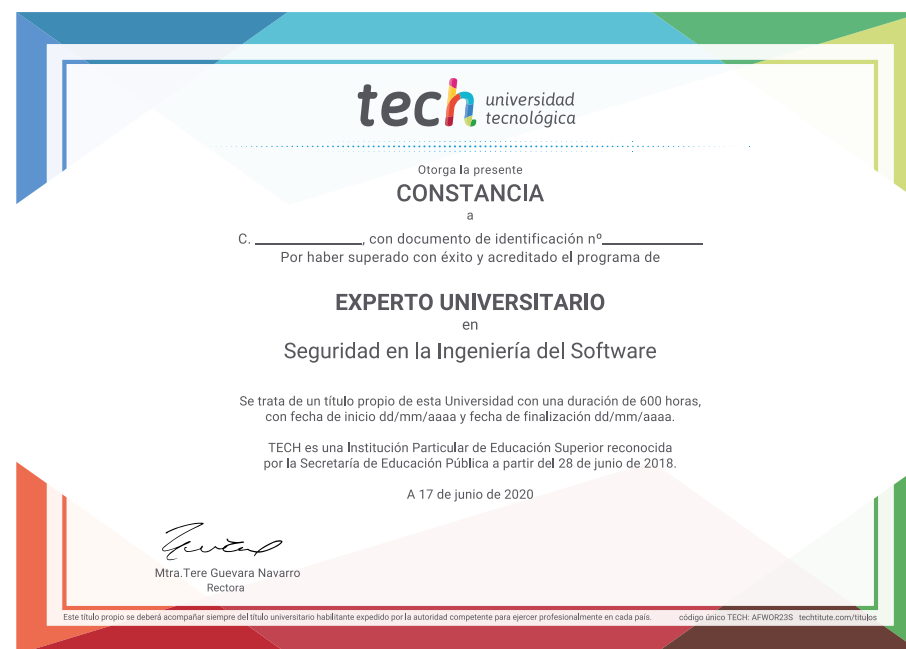 tech universidad
tecnológica
Otorga la presente
CONSTANCIA
a
C. ______________, con documento de identificación nº_____________
Por haber superado con éxito y acreditado el programa de
EXPERTO UNIVERSITARIO
en
Seguridad en la Ingeniería del Software
Se trata de un título propio de esta Universidad con una duración de 600 horas,
con fecha de inicio dd/mm/aaaa y fecha de finalización dd/mm/aaaa.
TECH es una Institución Particular de Educación Superior reconocida
por la Secretaría de Educación Pública a partir del 28 de junio de 2018.
A 17 de junio de 2020
Mtra.Tere Guevara Navarro
Rectora
Este título propio se deberá acompañar siempre del título universitario habilitante expedido por la autoridad competente para ejercer profesionalmente en cada país. código único TECH: AFWOR23S techtitute.com/titulos